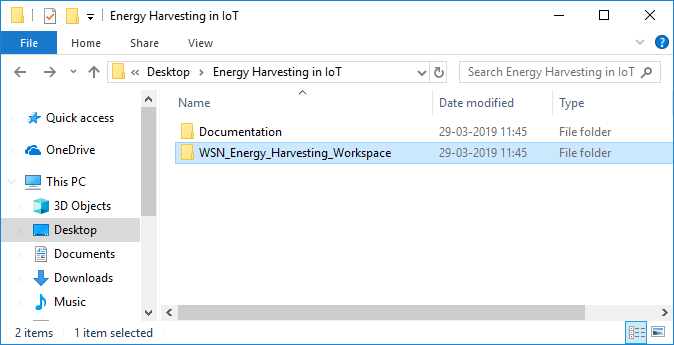 Energy Harvesting in IoT
File Home Share View
Desktop Energy Harvesting in IoT Search Energy Harvesting in IoT
Name Date modified Type
Quick access
OneDrive
This PC
3D Objects
Desktop
Documents
Downloads
Music
Documentation 29-03-2019 11:45 File folder
WSN_Energy_Harvesting_Workspace 29-03-2019 11:45 File folder
2 items 1 item selected